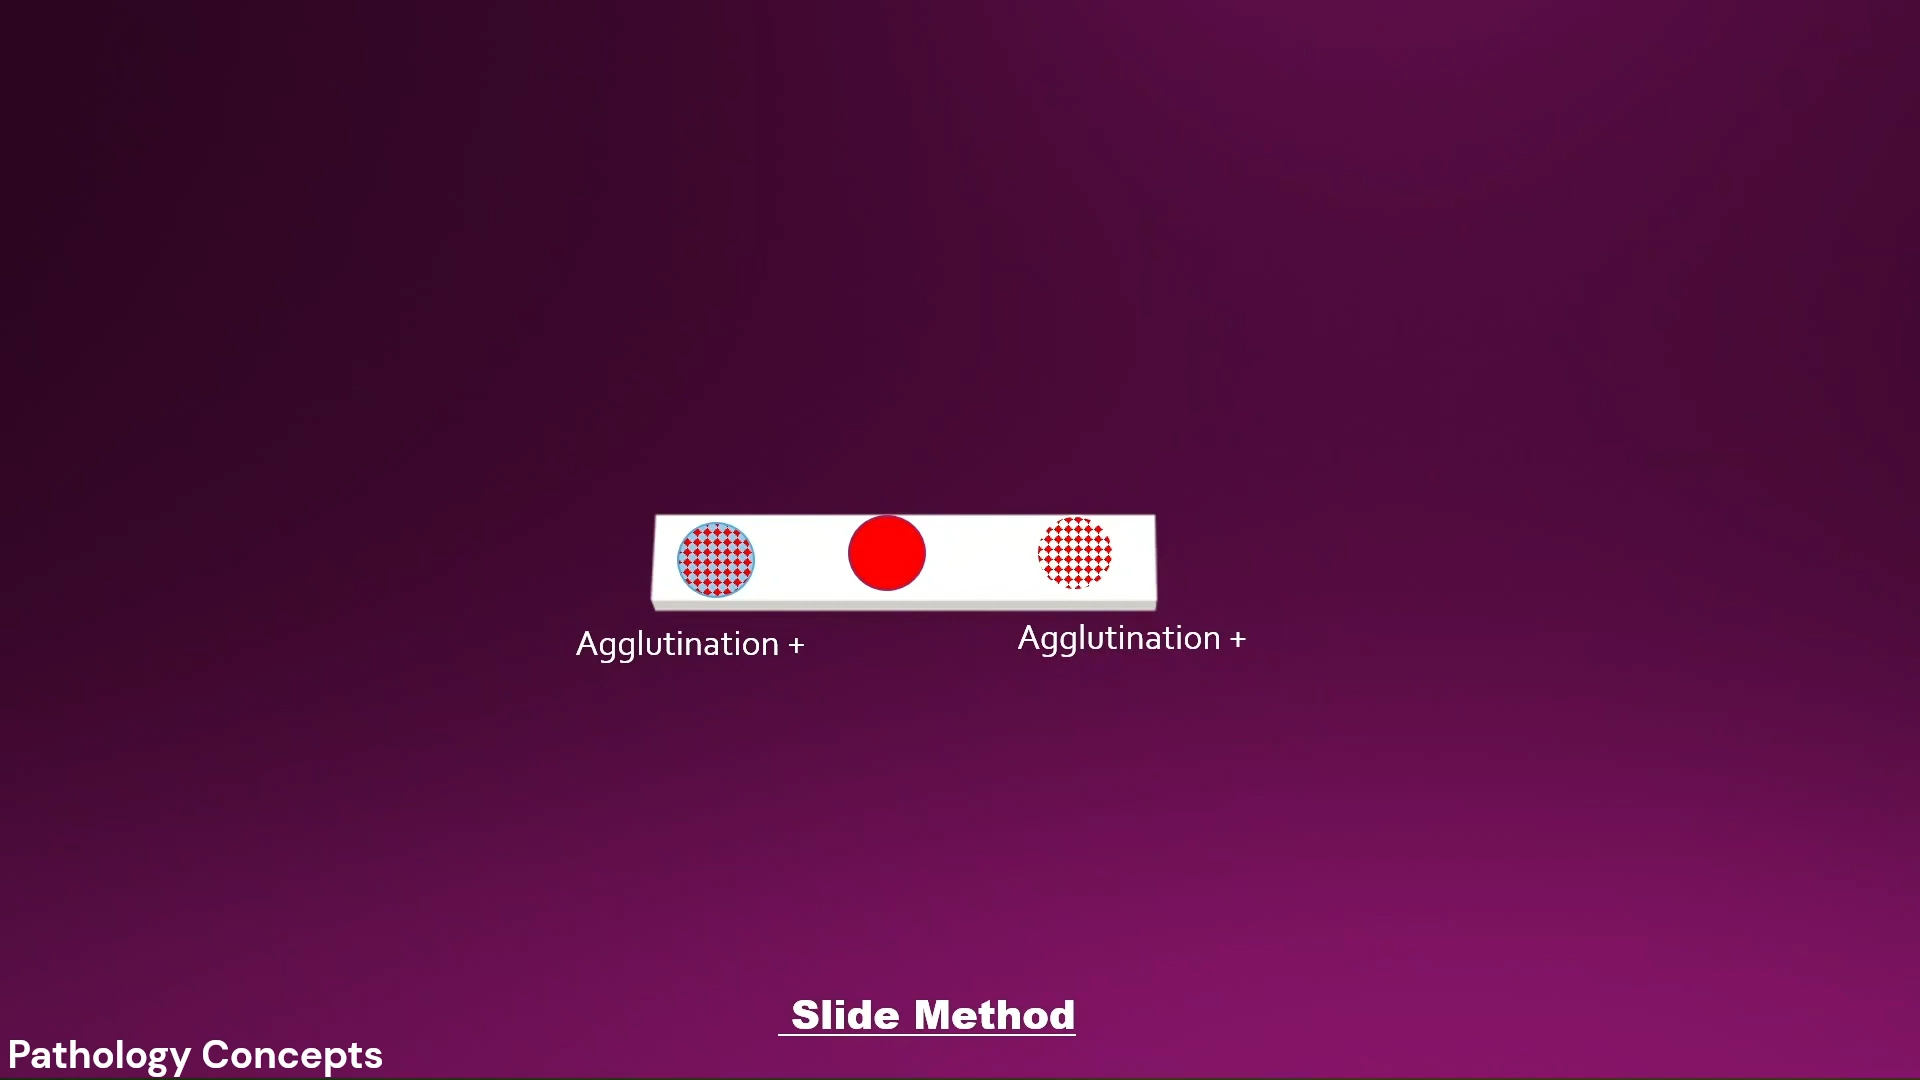 Agglutination +
Agglutination +
Slide Method
Pathology Concepts